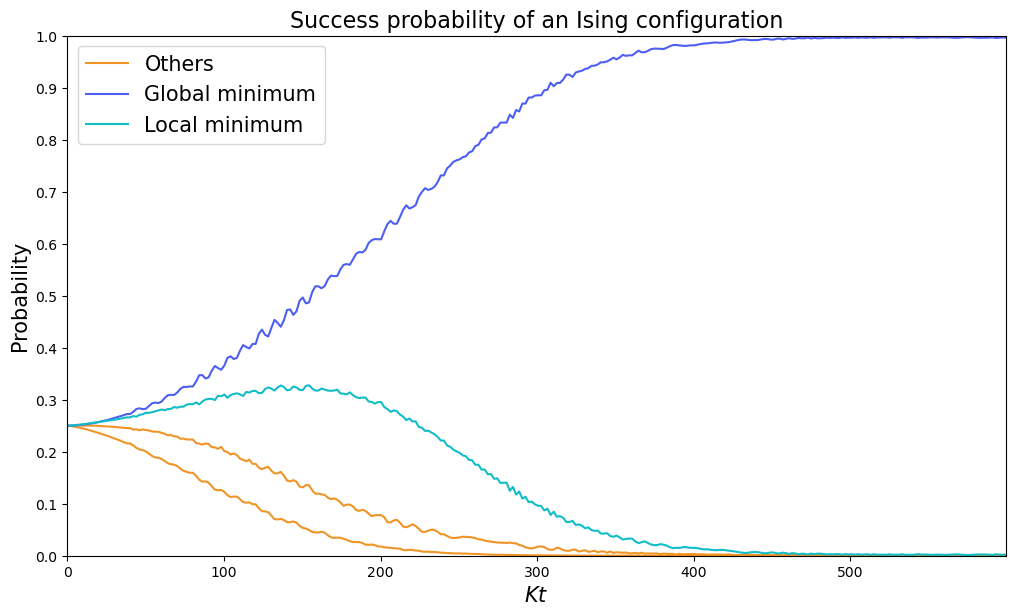 Success probability of an Ising configuration
Others
Global minimum
Local minimum
Probability
1.0
0.9
0.8
0.7
0.6
0.5
0.4
0.3
0.2
0.1
0.0
0 100 200 300 400 500
Kt